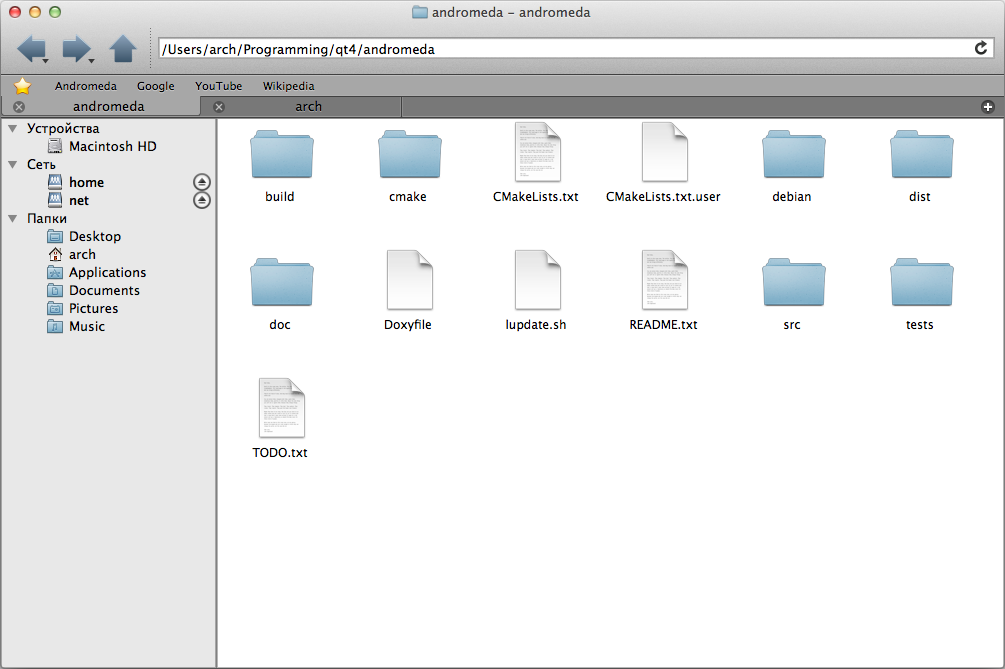 andromeda – andromeda
/Users/arch/Programming/qt4/andromeda
Andromeda Google YouTube Wikipedia
andromeda arch
Устройства
Macintosh HD
Сеть
home
net
Папки
Desktop
arch
Applications
Documents
Pictures
Music
build cmake CMakeLists.txt CMakeLists.txt.user debian dist
doc Doxyfile lupdate.sh README.txt src tests
TODO.txt